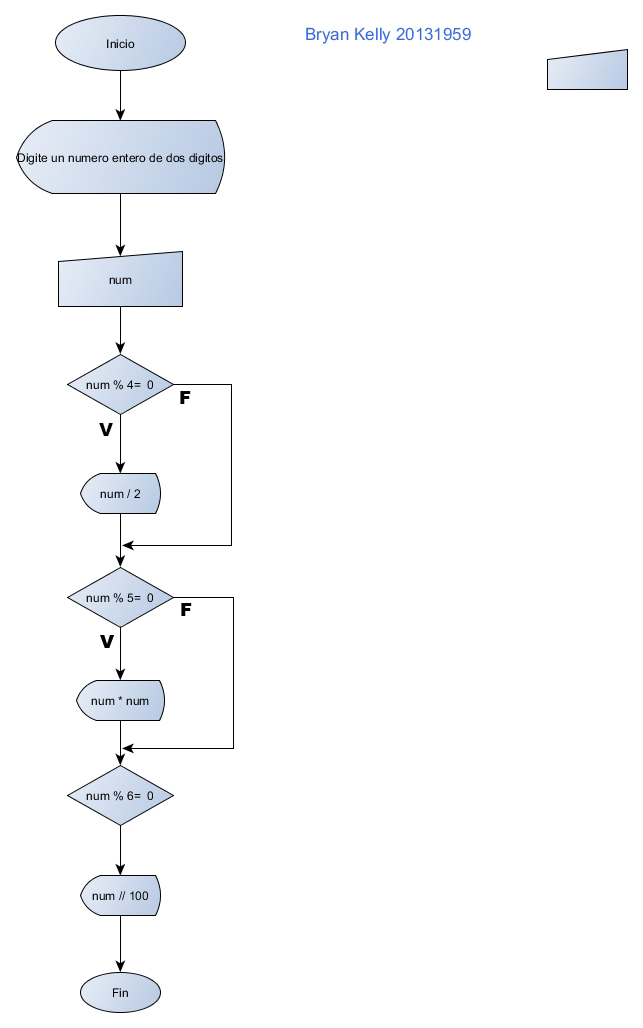 Bryan Kelly 20131959
Inicio
Digite un numero entero de dos digitos
num
num % 4= 0
F
V
num / 2
num % 5= 0
F
V
num * num
num % 6= 0
num // 100
Fin